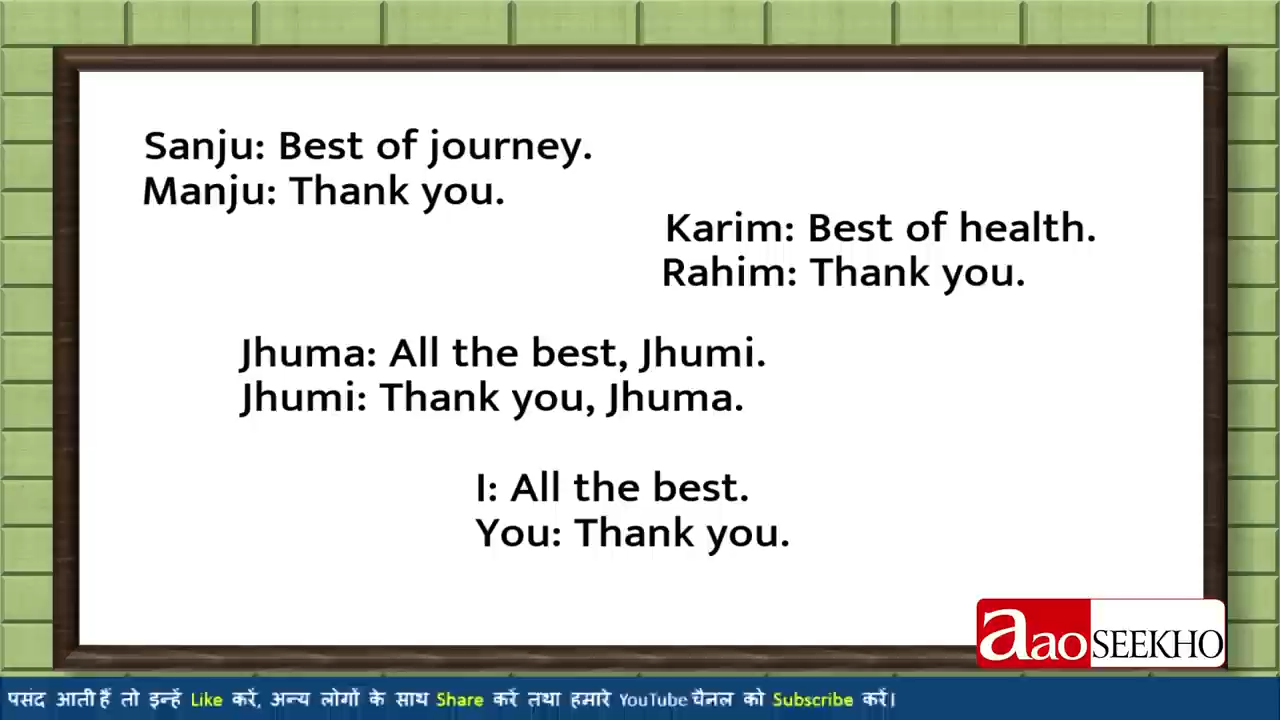 Sanju: Best of journey.
Manju: Thank you.
Karim: Best of health.
Rahim: Thank you.
Jhuma: All the best, Jhumi.
Jhumi: Thank you, Jhuma.
I: All the best.
You: Thank you.
aao SEEKHO
पसंद आती हैं तो इन्हें Like करें, अन्य लोगों के साथ Share करें तथा हमारे YouTube चैनल को Subscribe करें।